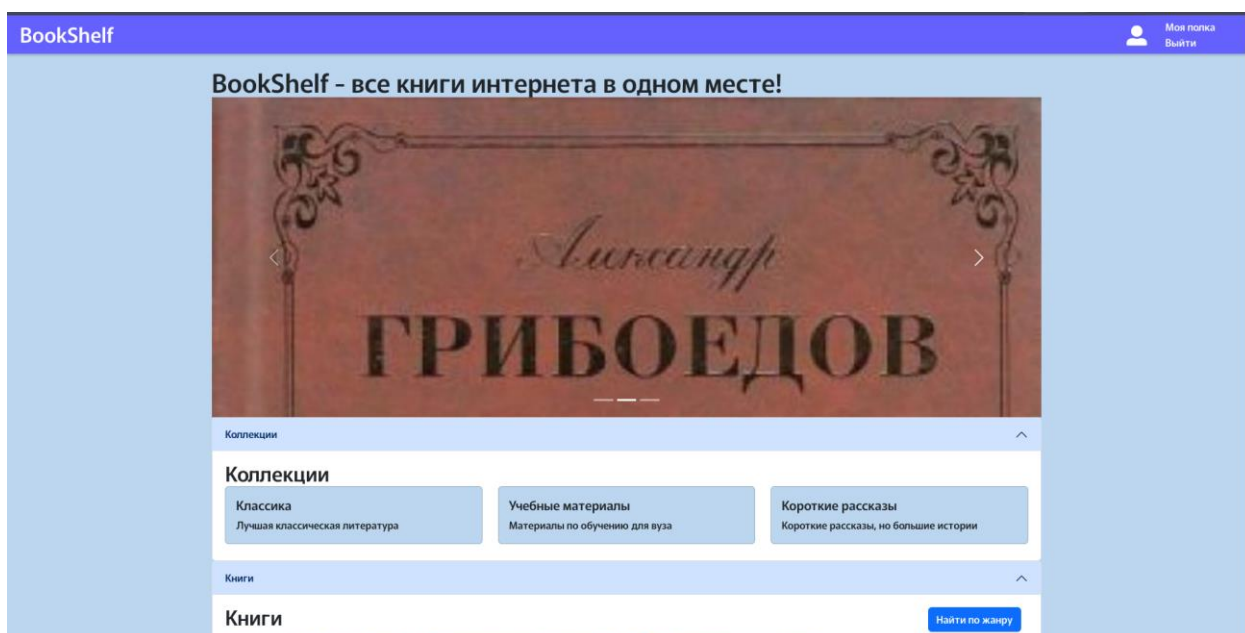 BookShelf
Моя полка
Выйти
BookShelf - все книги интернета в одном месте!
Александр
ГРИБОЕДОВ
Коллекции
Коллекции
Классика
Лучшая классическая литература
Учебные материалы
Материалы по обучению для вуза
Короткие рассказы
Короткие рассказы, но большие истории
Книги
Книги
Найти по жанру